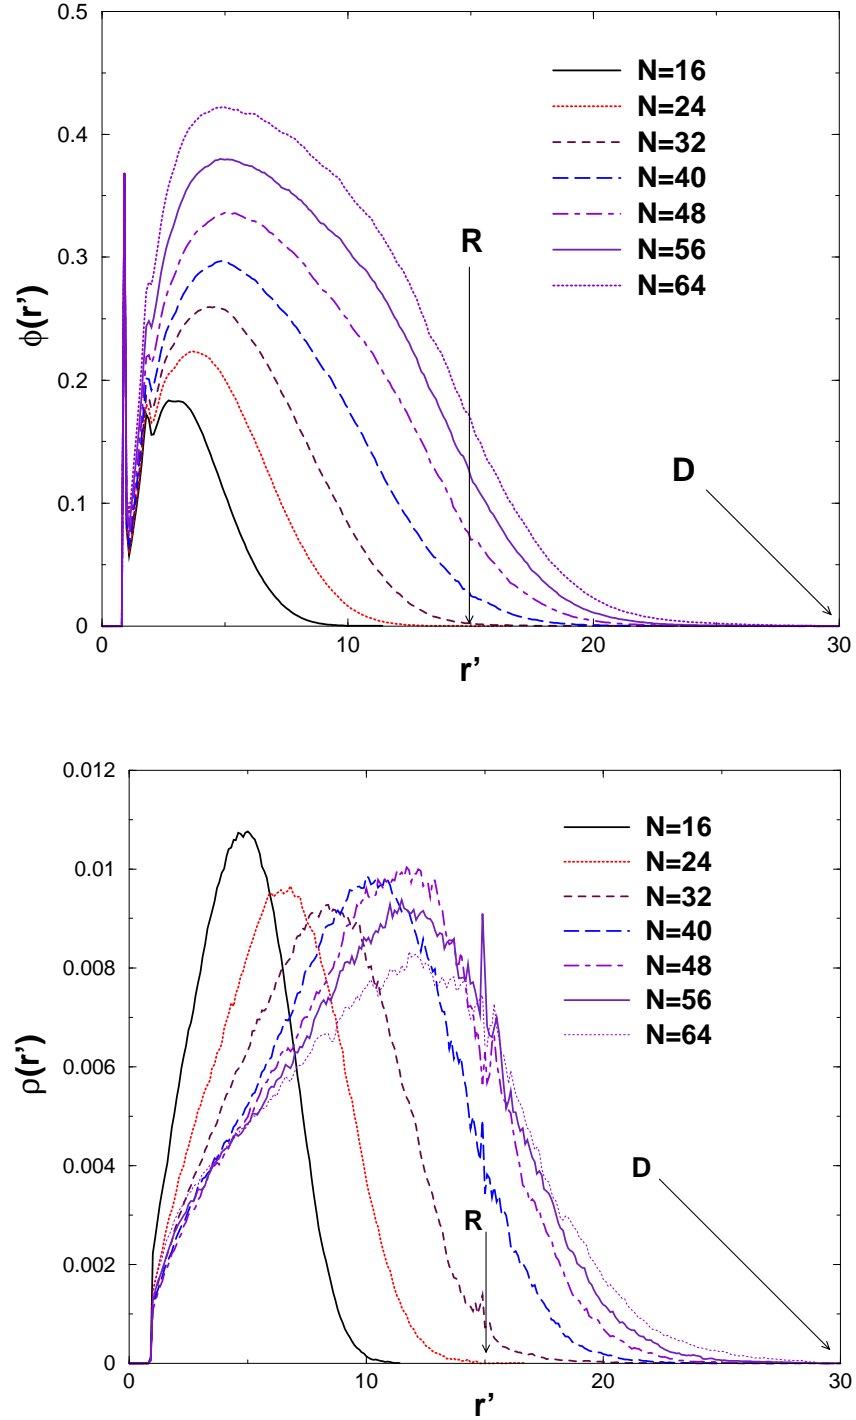 0.5
0.4
0.3
0.2
0.1
0
ϕ(r’)
N=16
N=24
N=32
N=40
N=48
N=56
N=64
R
D
0 10 20 30
r’
0.012
0.01
0.008
0.006
0.004
0.002
0
ρ(r’)
N=16
N=24
N=32
N=40
N=48
N=56
N=64
D
R
0 10 20 30
r’